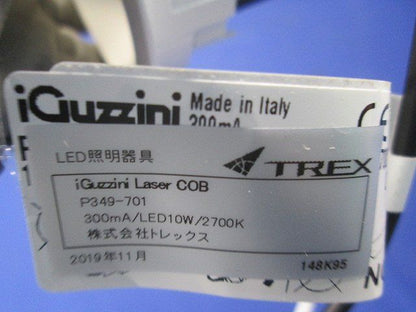 iGuzzini Made in Italy
300mA
LED照明器具
TREX
iGuzzini Laser COB
P349-701
300mA/LED10W/2700K
株式会社トレックス
2019年11月
148K95